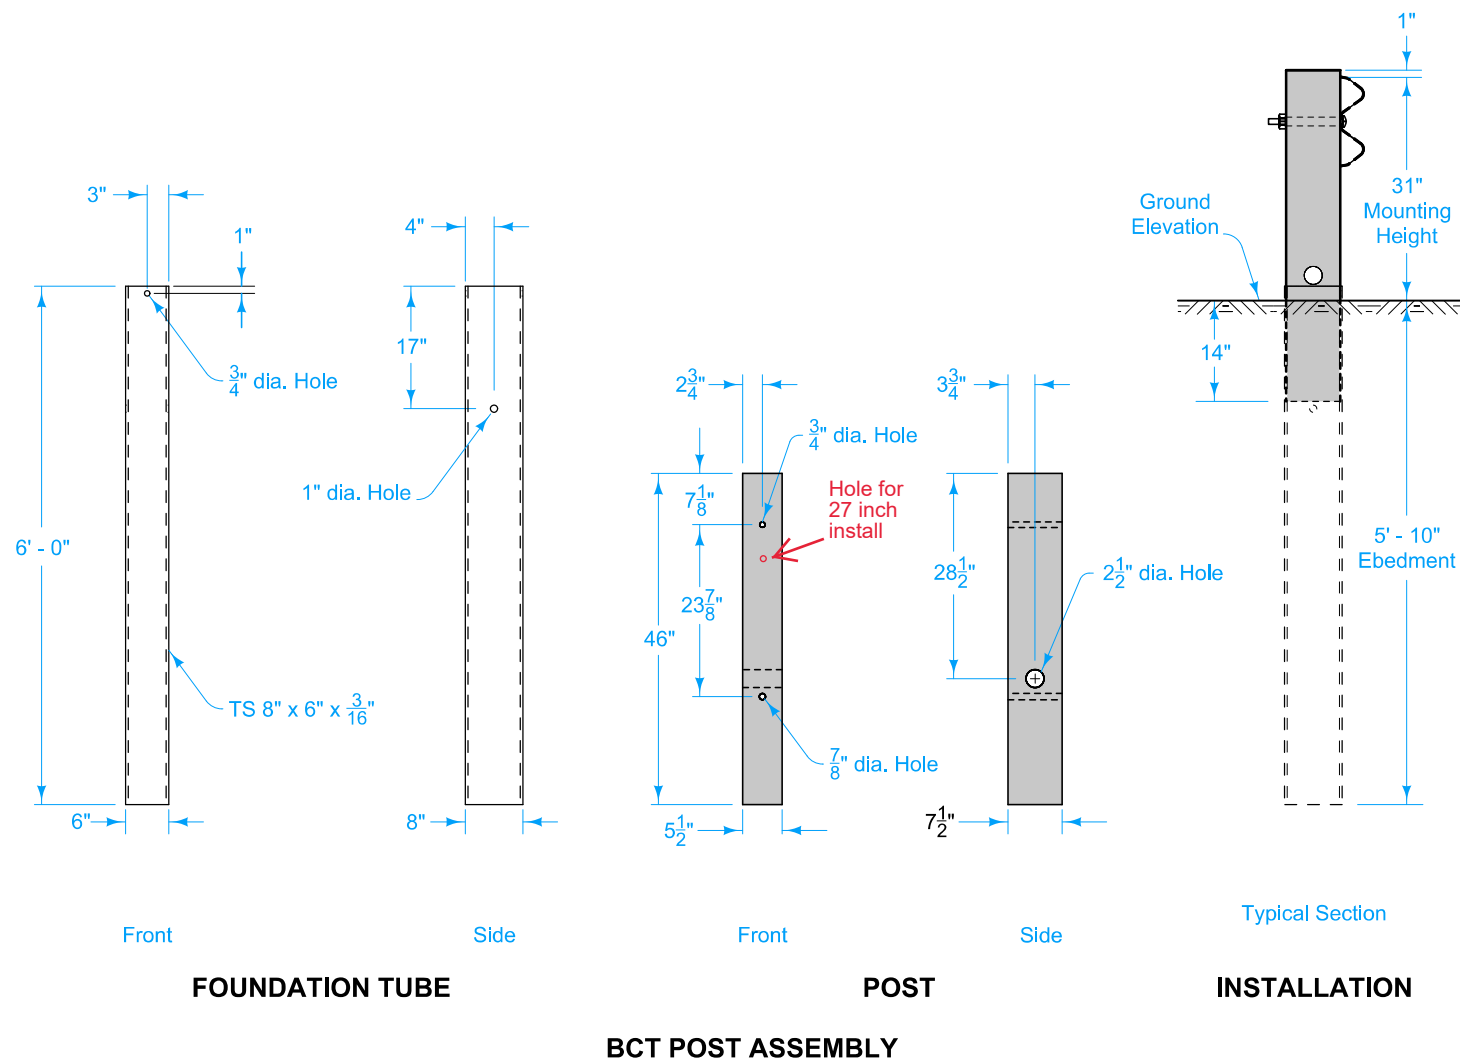 1"
3"
1"
3/4" dia. Hole
6' - 0"
TS 8" x 6" x 3/16"
6"
Front
4"
17"
1" dia. Hole
8"
Side
FOUNDATION TUBE
2 3/4"
3/4" dia. Hole
7 1/8"
Hole for
27 inch
install
23 7/8"
46"
7/8" dia. Hole
5 1/2"
Front
3 3/4"
28 1/2"
2 1/2" dia. Hole
7 1/2"
Side
POST
Ground
Elevation
31"
Mounting
Height
14"
5' - 10"
Ebedment
Typical Section
INSTALLATION
BCT POST ASSEMBLY